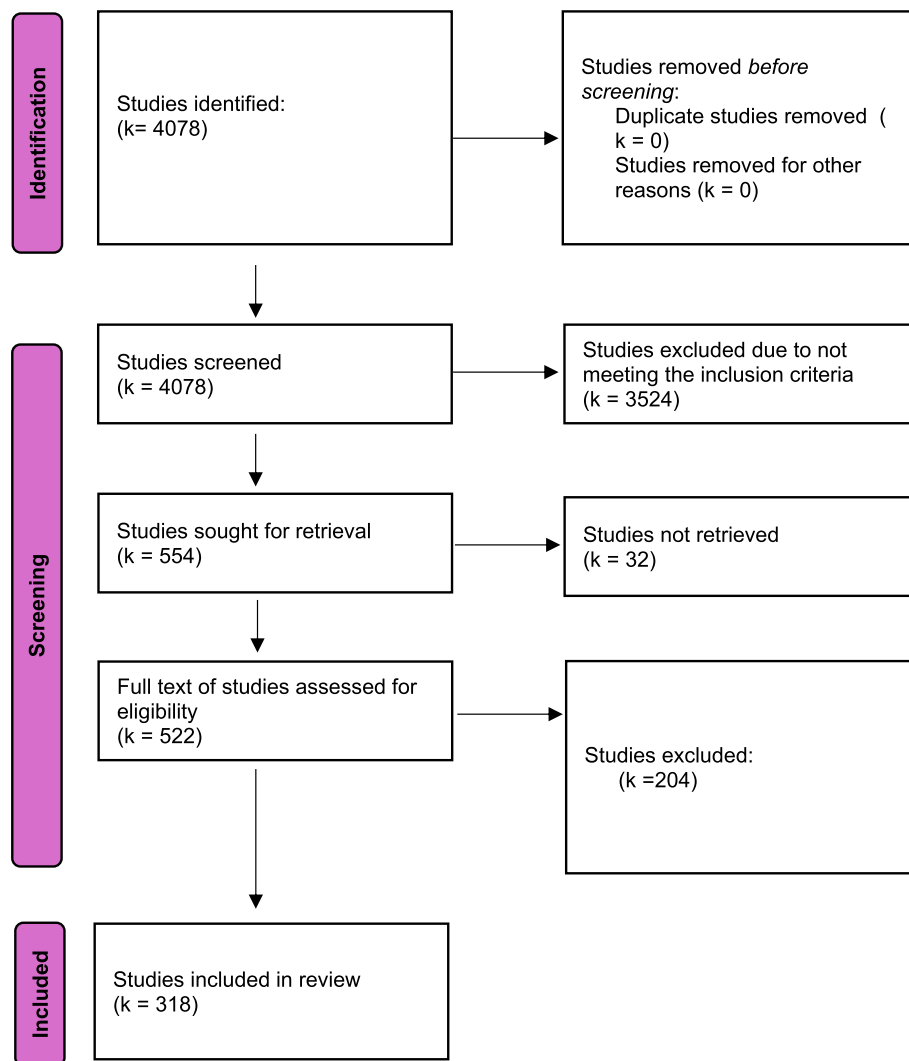 Identification
Studies identified:
(k= 4078)
Studies removed before
screening:
Duplicate studies removed  (
k = 0)
Studies removed for other
reasons (k = 0)
Screening
Studies screened
(k = 4078)
Studies excluded due to not
meeting the inclusion criteria
(k = 3524)
Studies sought for retrieval
(k = 554)
Studies not retrieved
(k = 32)
Full text of studies assessed for
eligibility
(k = 522)
Studies excluded:
(k =204)
Included
Studies included in review
(k = 318)